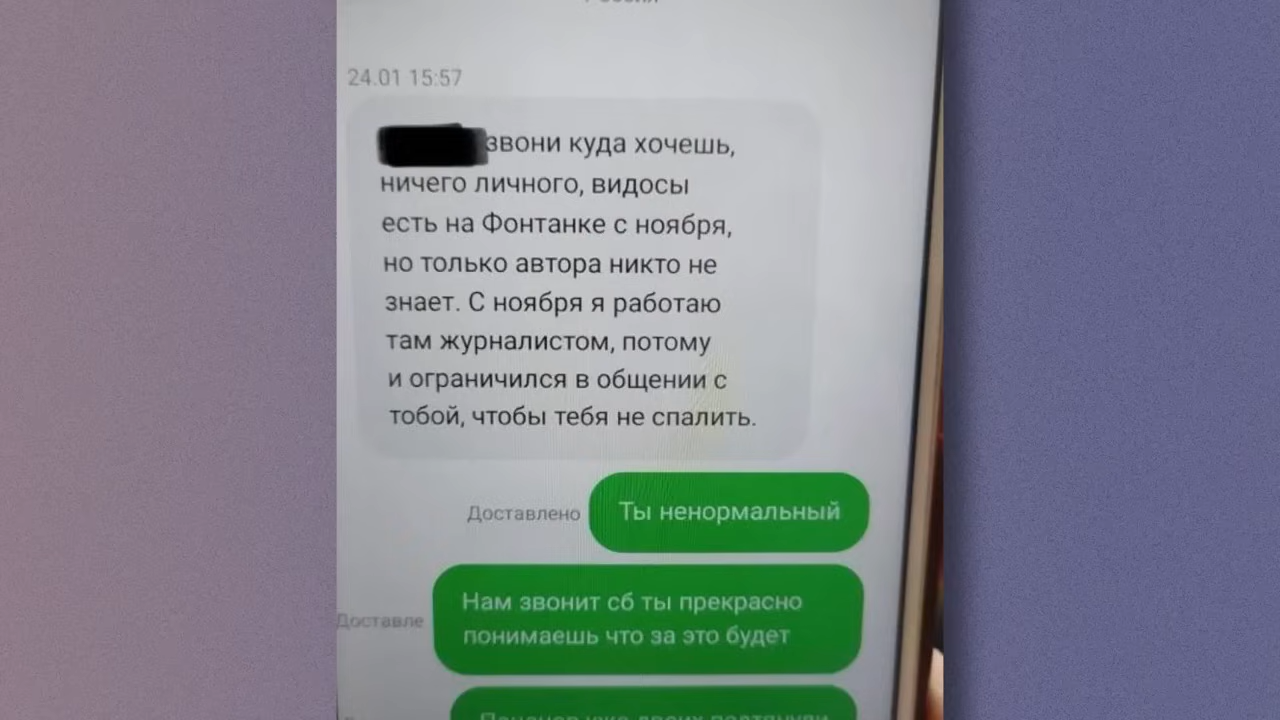 24.01 15:57
звони куда хочешь,
ничего личного, видосы
есть на Фонтанке с ноября,
но только автора никто не
знает. С ноября я работаю
там журналистом, потому
и ограничился в общении с
тобой, чтобы тебя не спалить.
Доставлено
Ты ненормальный
Доставле
Нам звонит сб ты прекрасно
понимаешь что за это будет